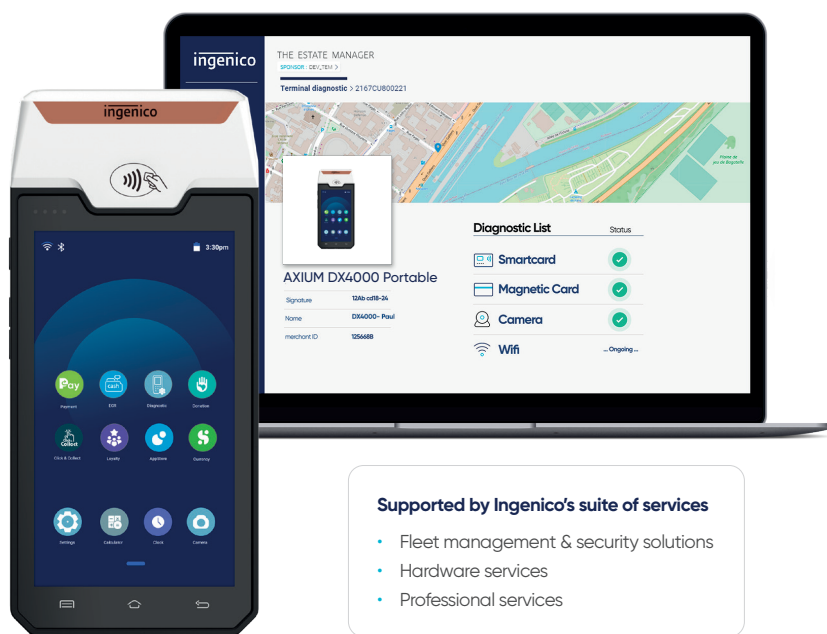 ingenico
THE ESTATE MANAGER
SPONSOR : DEV_TEM >
Terminal diagnostic > 2167CU800221
ingenico
3:30pm
Pay
cash
Payment
ECR
Diagnostic
Donation
Collect
Click & Collect
Loyalty
AppStore
Currency
Settings
Calculator
Clock
Camera
AXIUM DX4000 Portable
Signature 12Ab cd18-24
Name DX4000- Paul
merchant ID 125668B
Diagnostic List Status
Smartcard
Magnetic Card
Camera
Wifi ... Ongoing ...
Supported by Ingenico's suite of services
• Fleet management & security solutions
• Hardware services
• Professional services